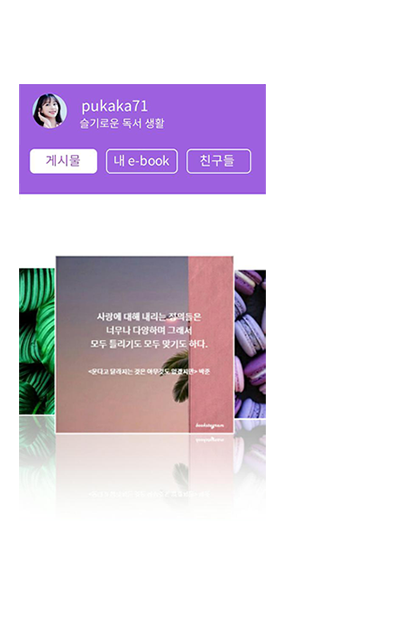 pukaka71
슬기로운 독서 생활
게시물
내 e-book
친구들
사랑에 대해 내리는 정의들은
너무나 다양하며 그래서
모두 틀리기도 모두 맞기도 하다.
<운다고 달라지는 것은 아무것도 없겠지만> 박준